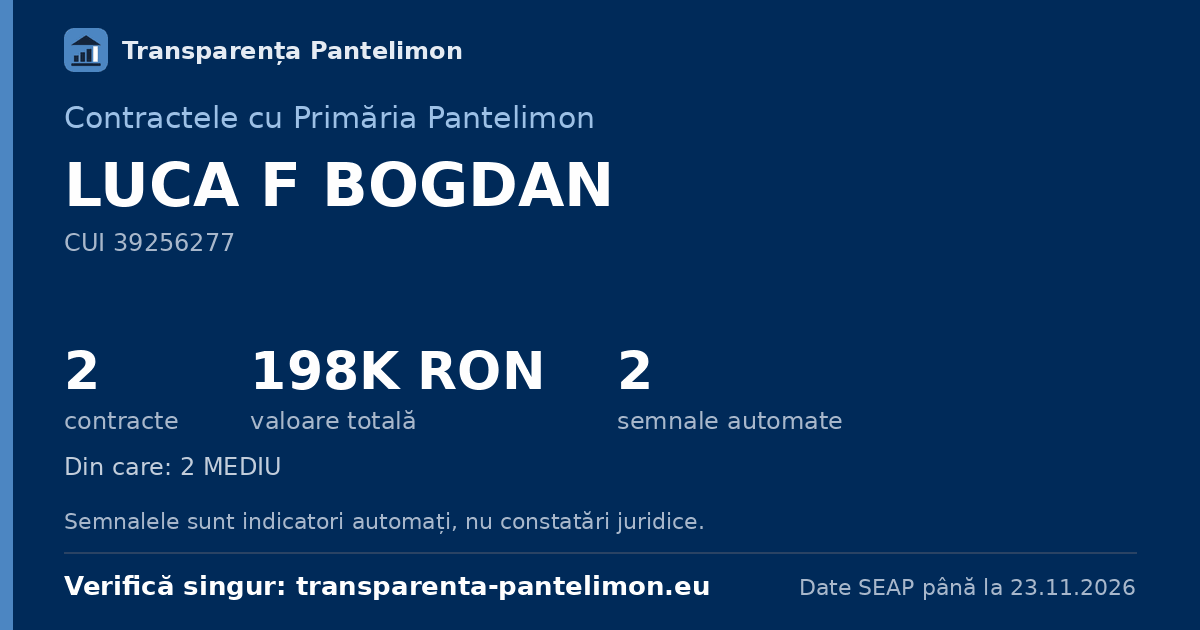 Transparența Pantelimon
Contractele cu Primăria Pantelimon
LUCA F BOGDAN
CUI 39256277
2 198K RON 2
contracte valoare totală semnale automate
Din care: 2 MEDIU
Semnalele sunt indicatori automați, nu constatări juridice.
Verifică singur: transparenta-pantelimon.eu Date SEAP până la 23.11.2026